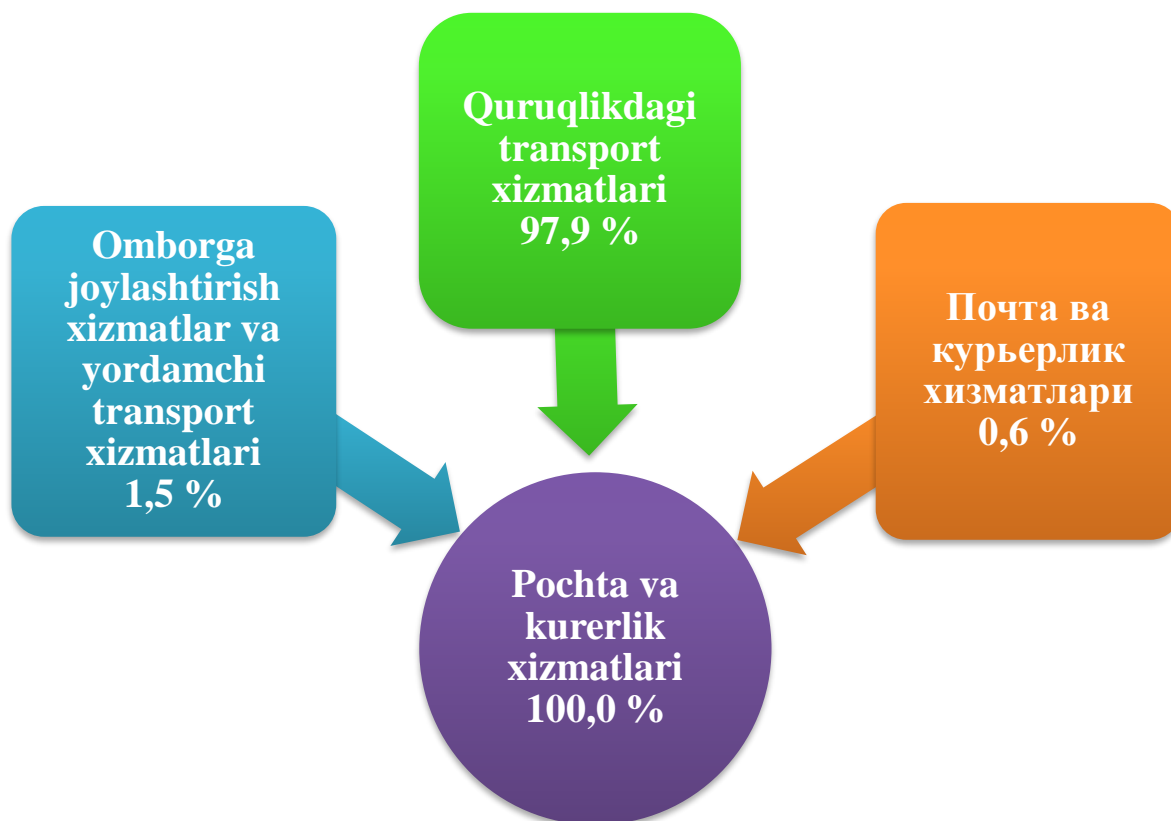 Quruqlikdagi
transport
xizmatlari
97,9 %
Omborga
joylashtirish
xizmatlar va
yordamchi
transport
xizmatlari
1,5 %
Почта ва
курьерлик
хизматлари
0,6 %
Pochta va
kurerlik
xizmatlari
100,0 %